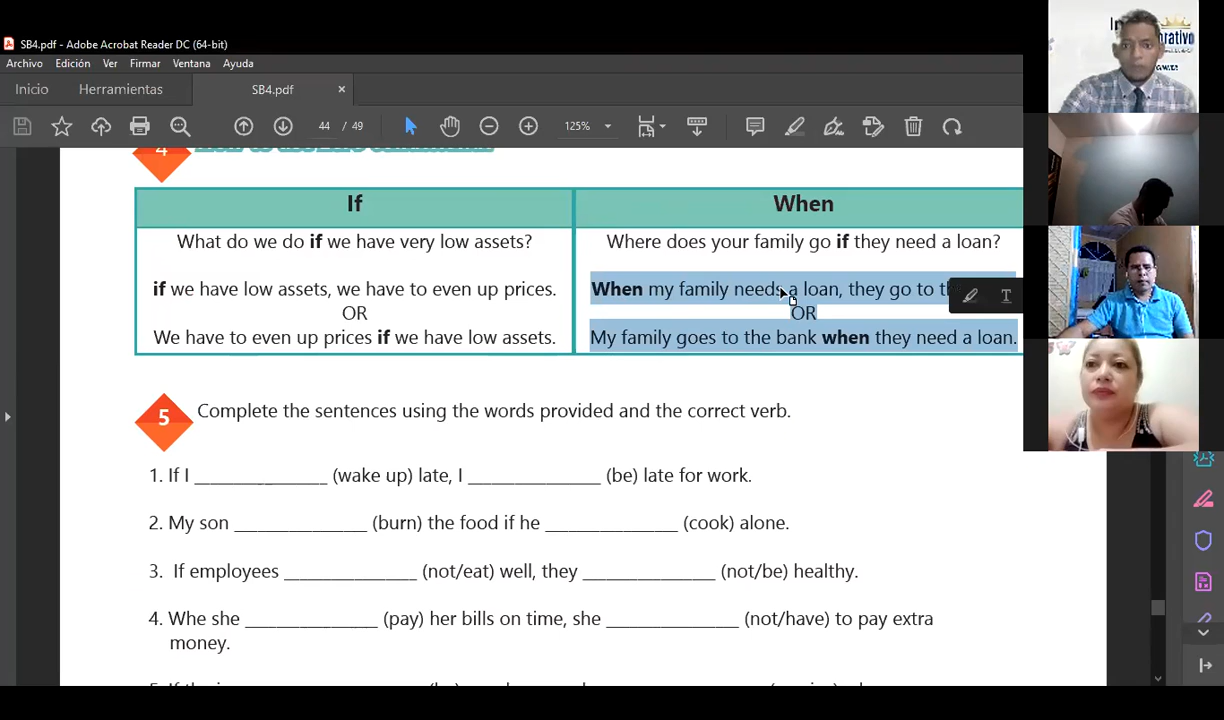 SB4.pdf - Adobe Acrobat Reader DC (64-bit)
Archivo Edición Ver Firmar Ventana Ayuda
Inicio Herramientas SB4.pdf ×
44 / 49 125%
4
If When
What do we do if we have very low assets? Where does your family go if they need a loan?
if we have low assets, we have to even up prices. When my family needs a loan, they go to
OR OR
We have to even up prices if we have low assets. My family goes to the bank when they need a loan.
5 Complete the sentences using the words provided and the correct verb.
1. If I ______________ (wake up) late, I ______________ (be) late for work.
2. My son ______________ (burn) the food if he ______________ (cook) alone.
3. If employees ______________ (not/eat) well, they ______________ (not/be) healthy.
4. Whe she ______________ (pay) her bills on time, she ______________ (not/have) to pay extra
money.